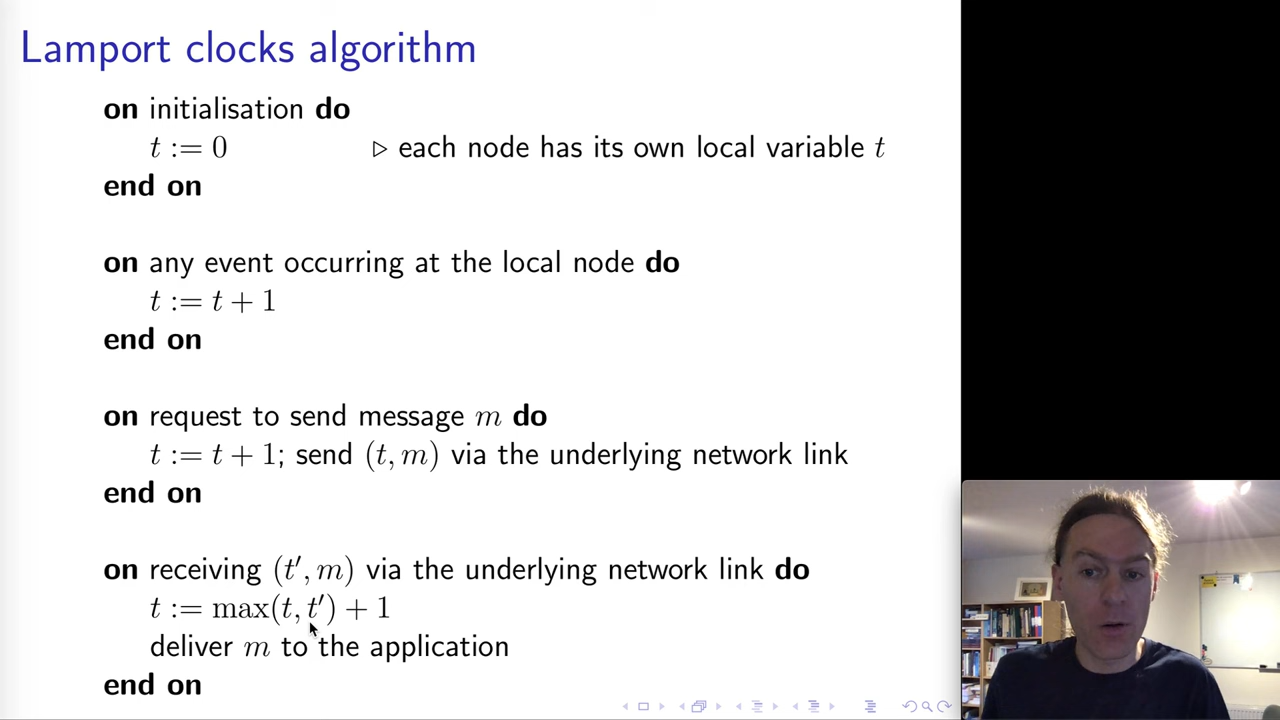 Lamport clocks algorithm
on initialisation do
t := 0 ▷ each node has its own local variable t
end on
on any event occurring at the local node do
t := t + 1
end on
on request to send message m do
t := t + 1; send (t, m) via the underlying network link
end on
on receiving (t′, m) via the underlying network link do
t := max(t, t′) + 1
deliver m to the application
end on